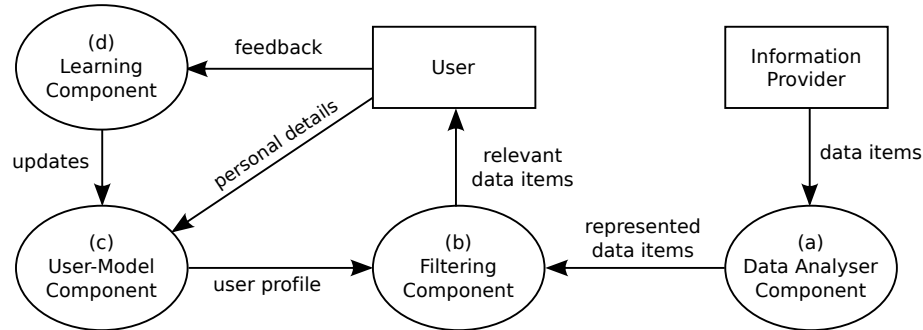 (d)
Learning
Component
feedback
User
Information
Provider
updates
personal details
relevant
data items
data items
(c)
User-Model
Component
user profile
(b)
Filtering
Component
represented
data items
(a)
Data Analyser
Component